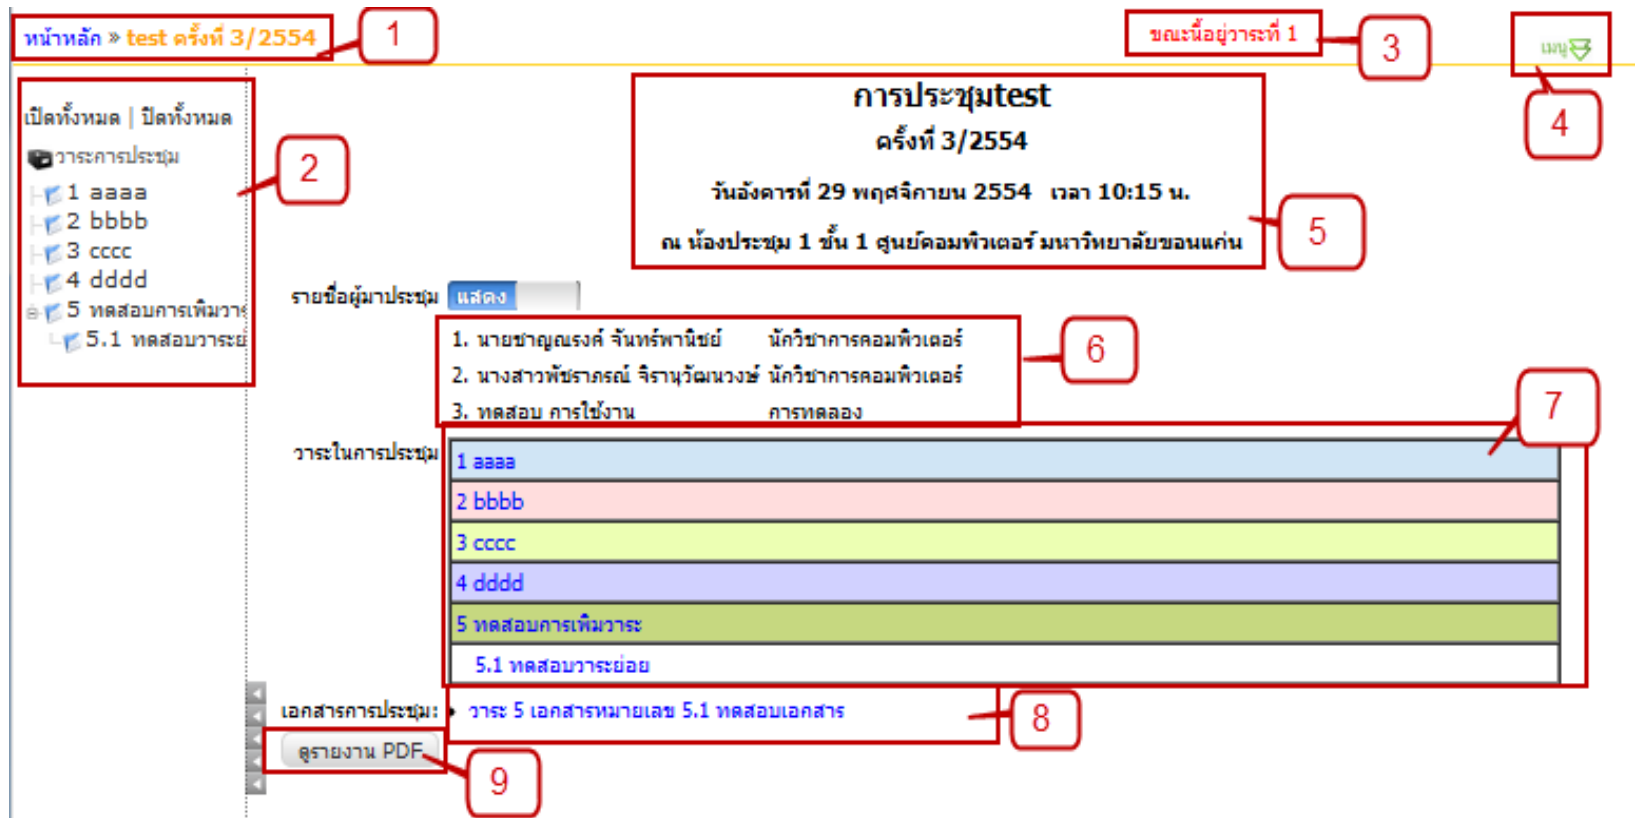 หน้าหลัก » test ครั้งที่ 3/2554
1
ขณะนี้อยู่วาระที่ 1
3
เมนู
4
เปิดทั้งหมด | ปิดทั้งหมด
วาระการประชุม
1 aaaa
2 bbbb
3 cccc
4 dddd
5 ทดสอบการเพิ่มวาร
5.1 ทดสอบวาระย่
2
การประชุมtest
ครั้งที่ 3/2554
วันอังคารที่ 29 พฤศจิกายน 2554 เวลา 10:15 น.
ณ ห้องประชุม 1 ชั้น 1 ศูนย์คอมพิวเตอร์ มหาวิทยาลัยขอนแก่น
5
รายชื่อผู้มาประชุม แสดง
1. นายชาญณรงค์ จันทร์พานิชย์ นักวิชาการคอมพิวเตอร์
2. นางสาวพัชราภรณ์ จิรานุวัฒนวงษ์ นักวิชาการคอมพิวเตอร์
3. ทดสอบ การใช้งาน การทดลอง
6
7
วาระในการประชุม
1 aaaa
2 bbbb
3 cccc
4 dddd
5 ทดสอบการเพิ่มวาระ
5.1 ทดสอบวาระย่อย
เอกสารการประชุม: วาระ 5 เอกสารหมายเลข 5.1 ทดสอบเอกสาร
8
ดูรายงาน PDF
9